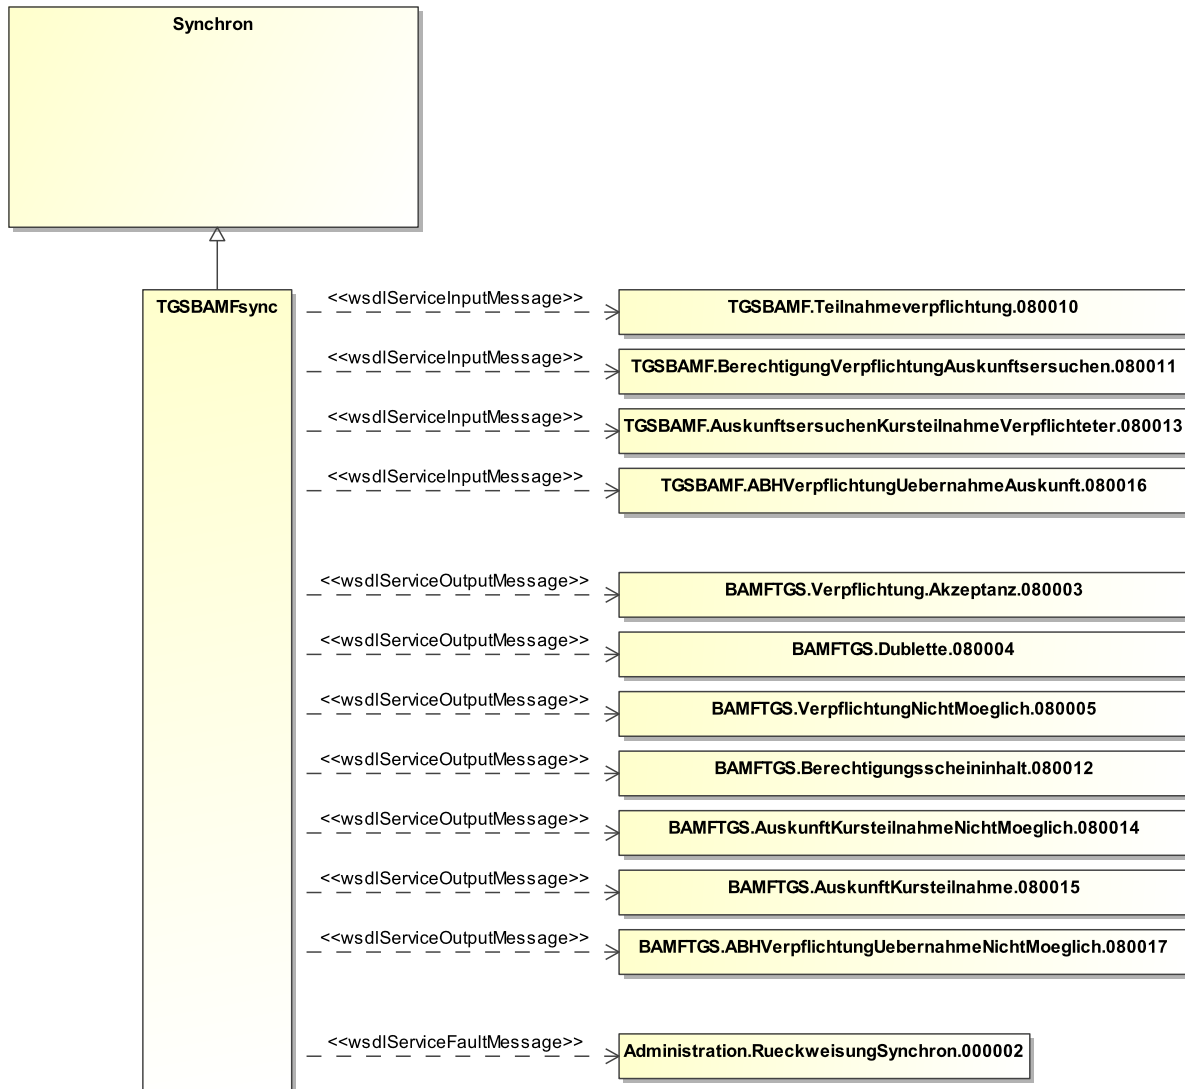 Synchron
TGSBAMFsync
<<wsdlServiceInputMessage>>
TGSBAMF.Teilnahmeverpflichtung.080010
<<wsdlServiceInputMessage>>
TGSBAMF.BerechtigungVerpflichtungAuskunftsersuchen.080011
<<wsdlServiceInputMessage>>
TGSBAMF.AuskunftsersuchenKursteilnahmeVerpflichteter.080013
<<wsdlServiceInputMessage>>
TGSBAMF.ABHVerpflichtungUebernahmeAuskunft.080016
<<wsdlServiceOutputMessage>>
BAMFTGS.Verpflichtung.Akzeptanz.080003
<<wsdlServiceOutputMessage>>
BAMFTGS.Dublette.080004
<<wsdlServiceOutputMessage>>
BAMFTGS.VerpflichtungNichtMoeglich.080005
<<wsdlServiceOutputMessage>>
BAMFTGS.Berechtigungsscheininhalt.080012
<<wsdlServiceOutputMessage>>
BAMFTGS.AuskunftKursteilnahmeNichtMoeglich.080014
<<wsdlServiceOutputMessage>>
BAMFTGS.AuskunftKursteilnahme.080015
<<wsdlServiceOutputMessage>>
BAMFTGS.ABHVerpflichtungUebernahmeNichtMoeglich.080017
<<wsdlServiceFaultMessage>>
Administration.RueckweisungSynchron.000002